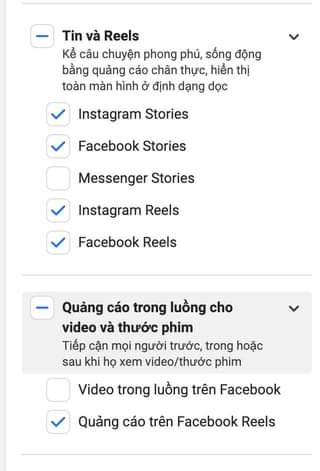 Tin và Reels
Kể câu chuyện phong phú, sống động
bằng quảng cáo chân thực, hiển thị
toàn màn hình ở định dạng dọc
Instagram Stories
Facebook Stories
Messenger Stories
Instagram Reels
Facebook Reels
Quảng cáo trong luồng cho
video và thước phim
Tiếp cận mọi người trước, trong hoặc
sau khi họ xem video/thước phim
Video trong luồng trên Facebook
Quảng cáo trên Facebook Reels